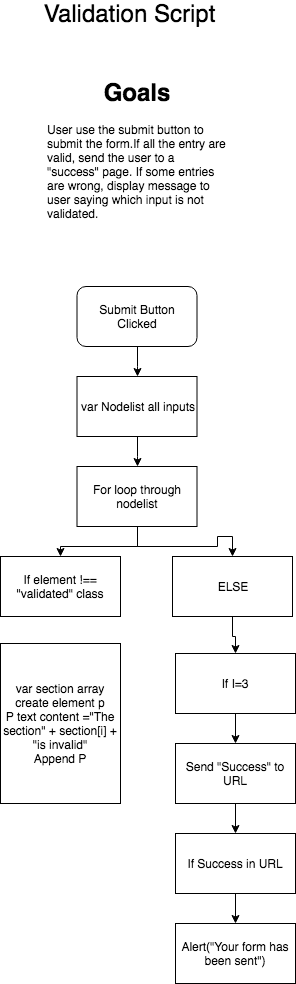 Validation Script
Goals
User use the submit button to
submit the form.If all the entry are
valid, send the user to a
"success" page. If some entries
are wrong, display message to
user saying which input is not
validated.
Submit Button
Clicked
var Nodelist all inputs
For loop through
nodelist
If element !==
"validated" class
ELSE
var section array
create element p
P text content ="The
section" + section[i] +
"is invalid"
Append P
If I=3
Send "Success" to
URL
If Success in URL
Alert("Your form has
been sent")